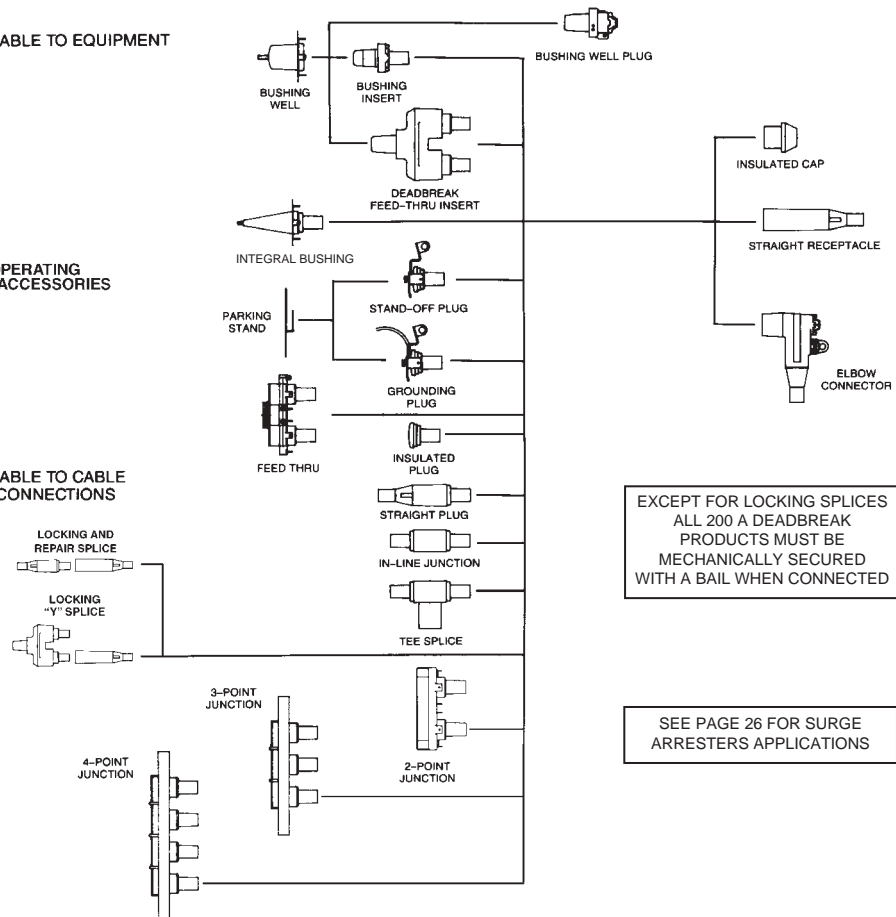 ABLE TO EQUIPMENT
BUSHING WELL PLUG
BUSHING
WELL
BUSHING
INSERT
INSULATED CAP
DEADBREAK
FEED-THRU INSERT
STRAIGHT RECEPTACLE
INTEGRAL BUSHING
OPERATING
ACCESSORIES
PARKING
STAND
STAND-OFF PLUG
ELBOW
CONNECTOR
GROUNDING
PLUG
FEED THRU
INSULATED
PLUG
ABLE TO CABLE
CONNECTIONS
STRAIGHT PLUG
EXCEPT FOR LOCKING SPLICES
ALL 200 A DEADBREAK
PRODUCTS MUST BE
MECHANICALLY SECURED
WITH A BAIL WHEN CONNECTED
LOCKING AND
REPAIR SPLICE
IN-LINE JUNCTION
LOCKING
"Y" SPLICE
TEE SPLICE
3-POINT
JUNCTION
SEE PAGE 26 FOR SURGE
ARRESTERS APPLICATIONS
4-POINT
JUNCTION
2-POINT
JUNCTION